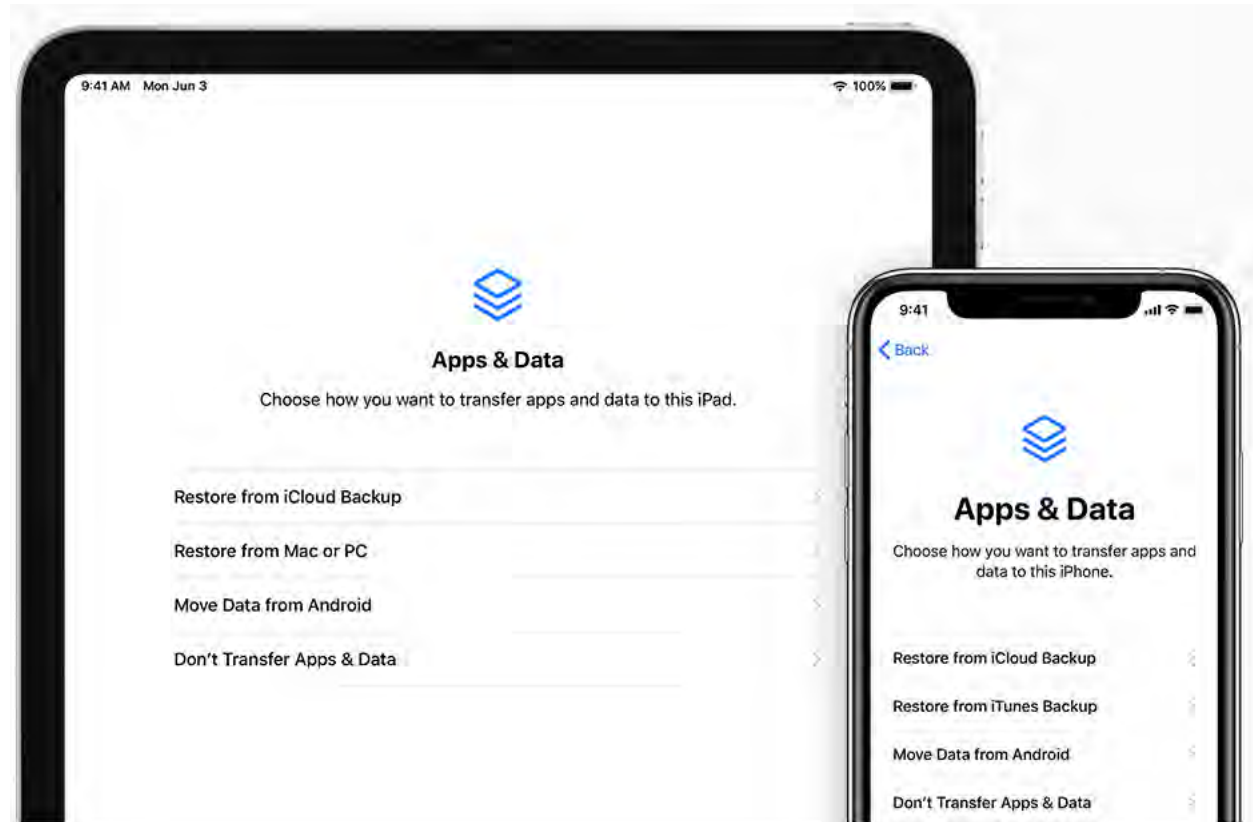 9:41 AM Mon Jun 3
100%
Apps & Data
Choose how you want to transfer apps and data to this iPad.
Restore from iCloud Backup
Restore from Mac or PC
Move Data from Android
Don't Transfer Apps & Data
9:41
Back
Apps & Data
Choose how you want to transfer apps and
data to this iPhone.
Restore from iCloud Backup
Restore from iTunes Backup
Move Data from Android
Don't Transfer Apps & Data